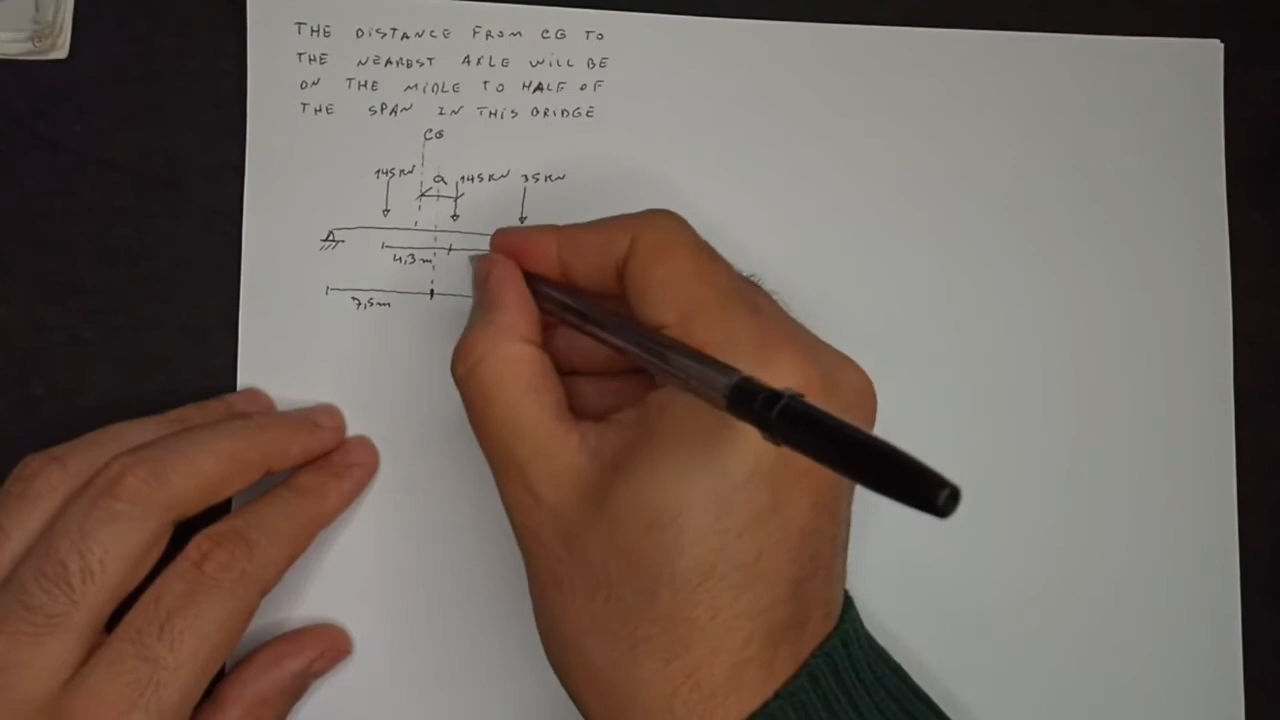 THE DISTANCE FROM CG TO
THE NEAREST AXLE WILL BE
ON THE MIDLE TO HALF OF
THE SPAN IN THIS BRIDGE
CG
145KN a 145KN 35KN
4,3m
7,5m